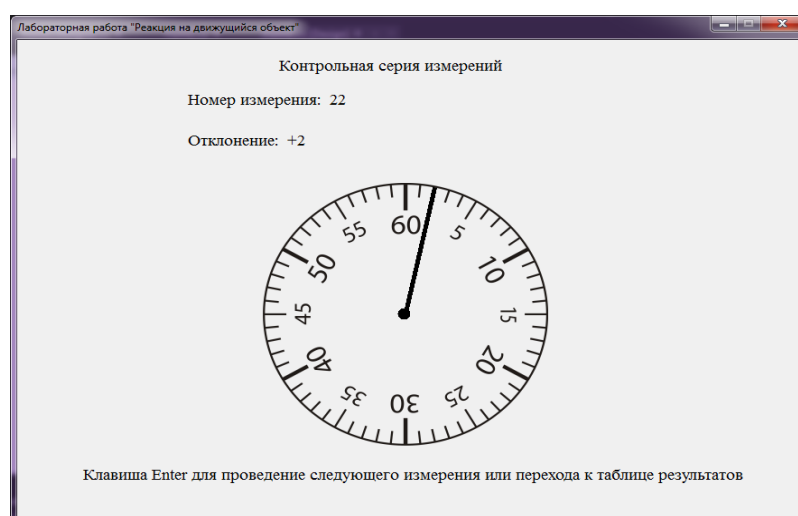 Лабораторная работа "Реакция на движущийся объект"
Контрольная серия измерений
Номер измерения: 22
Отклонение: +2
60
55
5
50
10
45
15
40
20
35
25
30
Клавиша Enter для проведение следующего измерения или перехода к таблице результатов